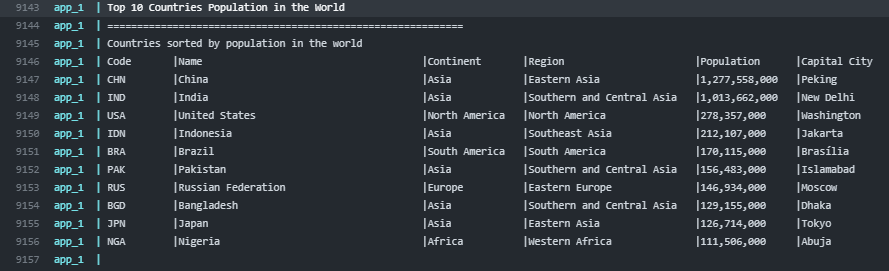 9143 app_1 | Top 10 Countries Population in the World
9144 app_1 | ============================================================
9145 app_1 | Countries sorted by population in the world
9146 app_1 | Code |Name |Continent |Region |Population |Capital City
9147 app_1 | CHN |China |Asia |Eastern Asia |1,277,558,000 |Peking
9148 app_1 | IND |India |Asia |Southern and Central Asia |1,013,662,000 |New Delhi
9149 app_1 | USA |United States |North America |North America |278,357,000 |Washington
9150 app_1 | IDN |Indonesia |Asia |Southeast Asia |212,107,000 |Jakarta
9151 app_1 | BRA |Brazil |South America |South America |170,115,000 |Brasília
9152 app_1 | PAK |Pakistan |Asia |Southern and Central Asia |156,483,000 |Islamabad
9153 app_1 | RUS |Russian Federation |Europe |Eastern Europe |146,934,000 |Moscow
9154 app_1 | BGD |Bangladesh |Asia |Southern and Central Asia |129,155,000 |Dhaka
9155 app_1 | JPN |Japan |Asia |Eastern Asia |126,714,000 |Tokyo
9156 app_1 | NGA |Nigeria |Africa |Western Africa |111,506,000 |Abuja
9157 app_1 |